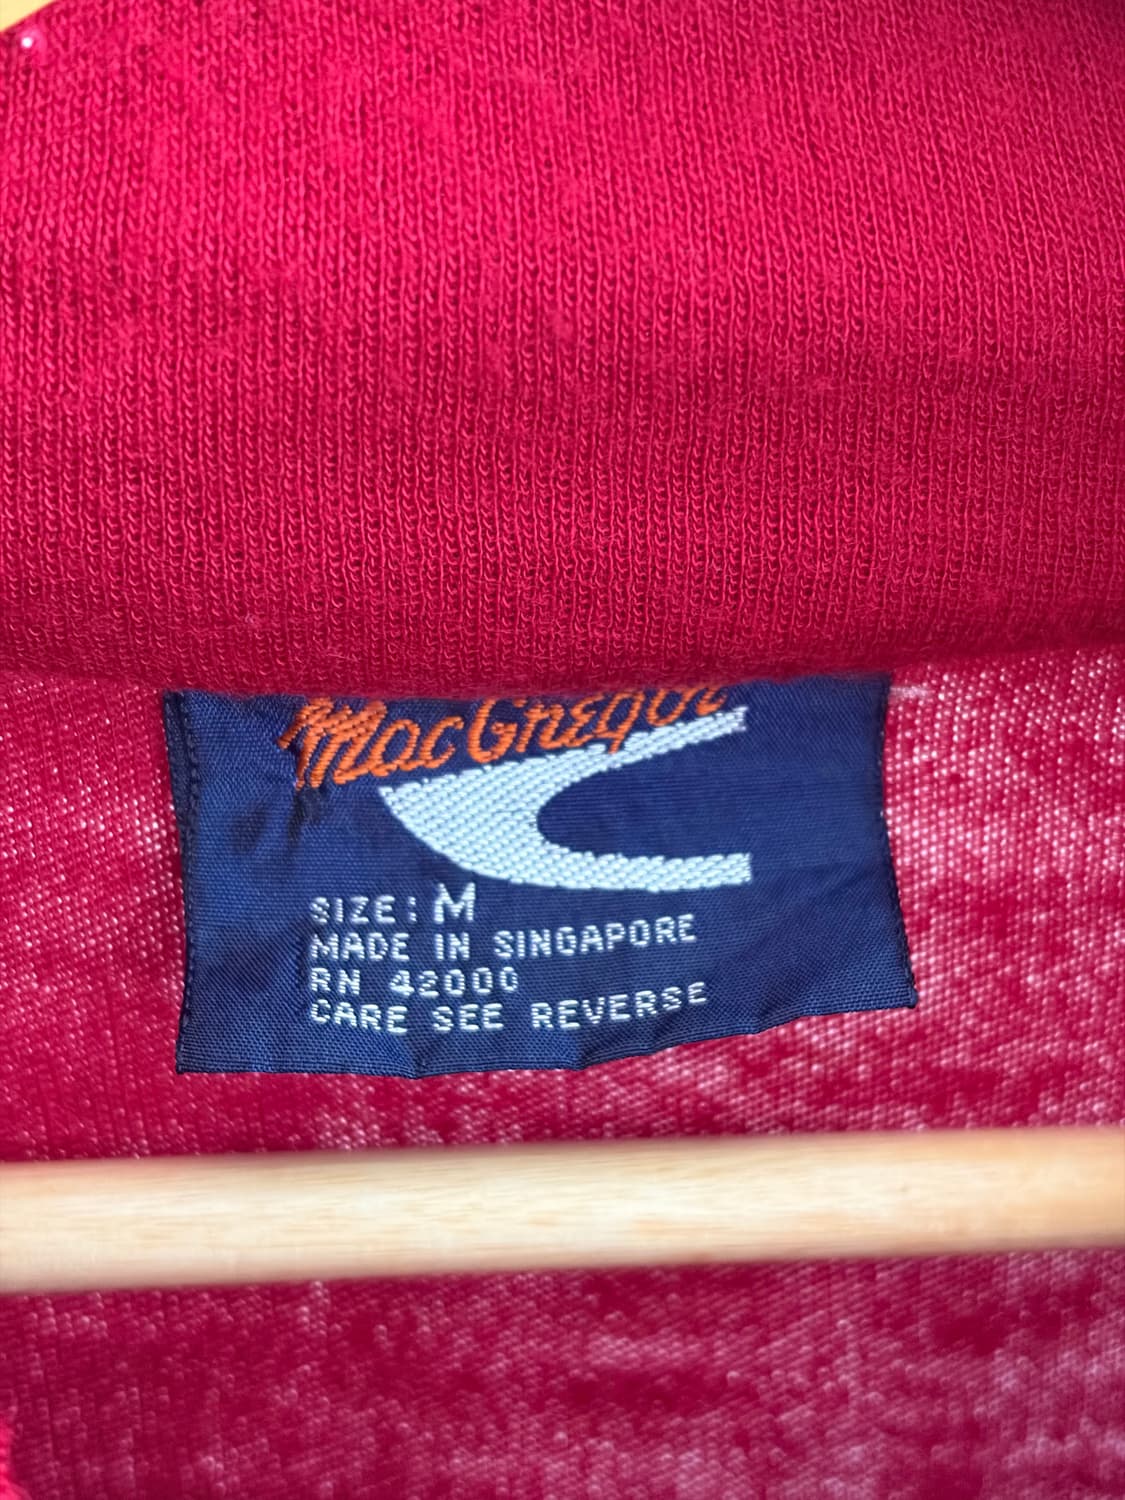 MacGregor
SIZE: M
MADE IN SINGAPORE
RN 42000
CARE SEE REVERSE